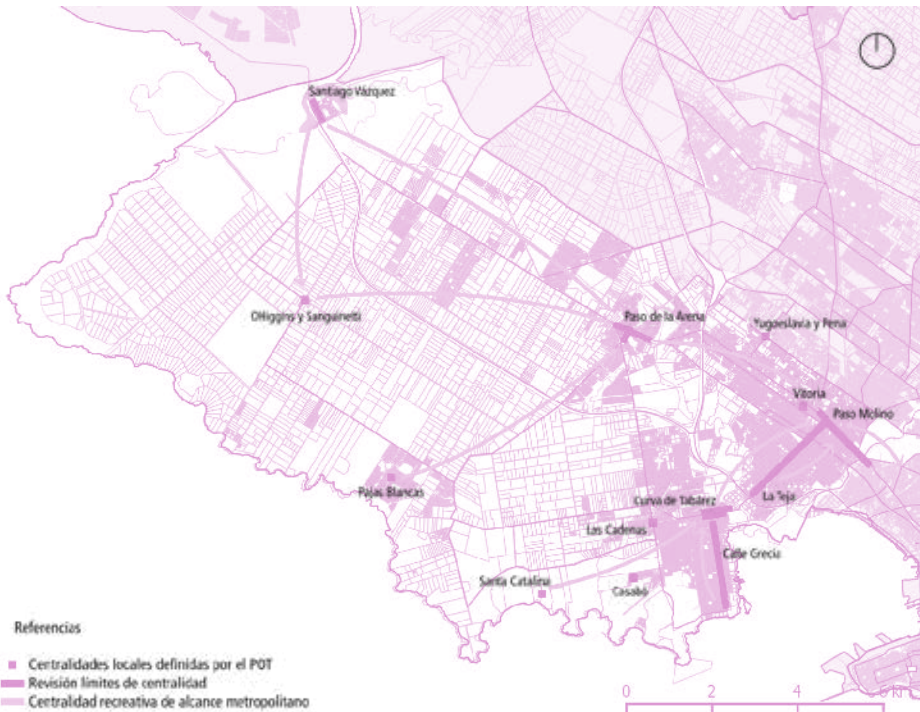 Santiago Vázquez
OHiggins y Sanguinetti
Paso de la Arena
Yugoeslavia y Pena
Vitoria
Paso Molino
Pajas Blancas
La Teja
Curva de Tabárez
Las Cadenas
Calle Grecia
Santa Catalina
Casabó
Referencias
Centralidades locales definidas por el POT
Revisión límites de centralidad
Centralidad recreativa de alcance metropolitano
0 2 4 6 km